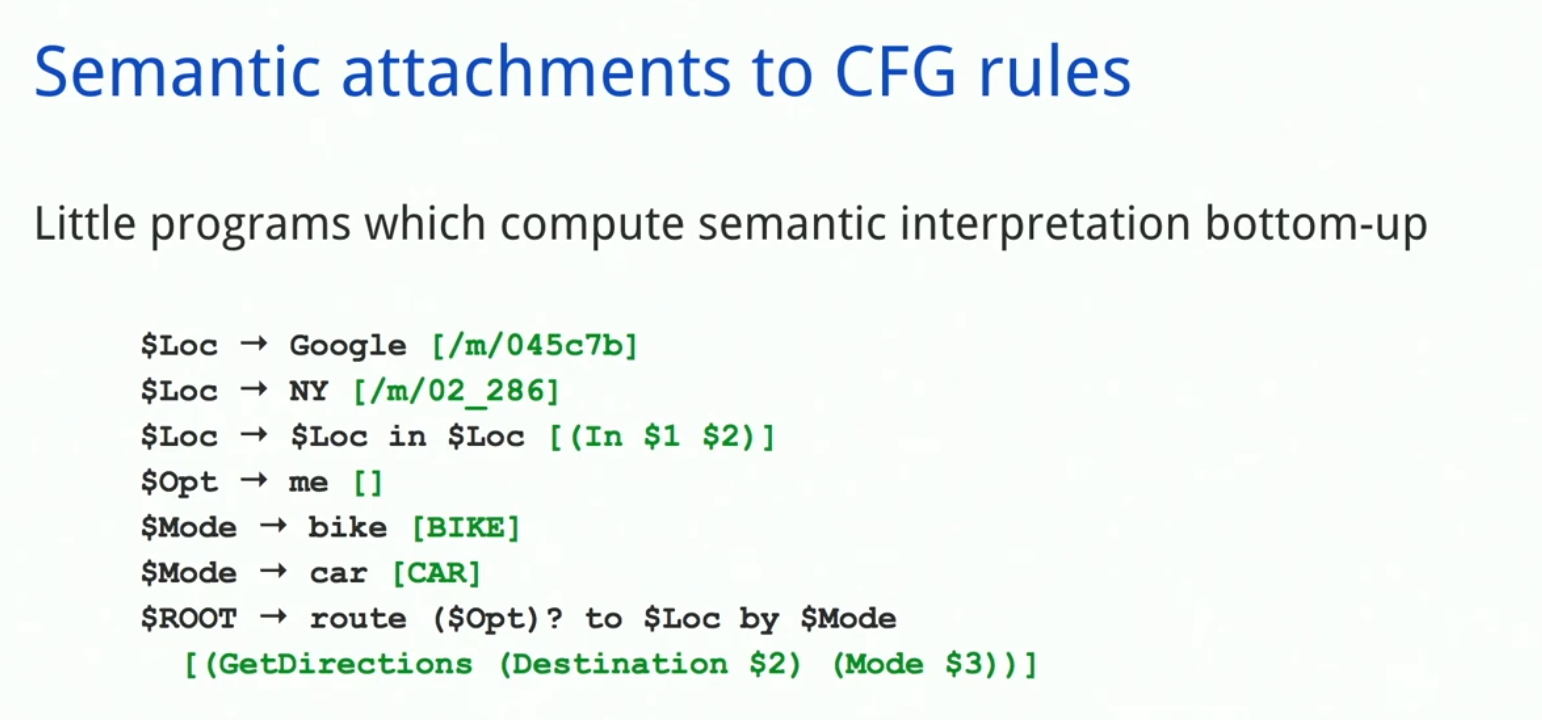 Semantic attachments to CFG rules
Little programs which compute semantic interpretation bottom-up
$Loc → Google [/m/045c7b]
$Loc → NY [/m/02_286]
$Loc → $Loc in $Loc [(In $1 $2)]
$Opt → me []
$Mode → bike [BIKE]
$Mode → car [CAR]
$ROOT → route ($Opt)? to $Loc by $Mode
[(GetDirections (Destination $2) (Mode $3))]